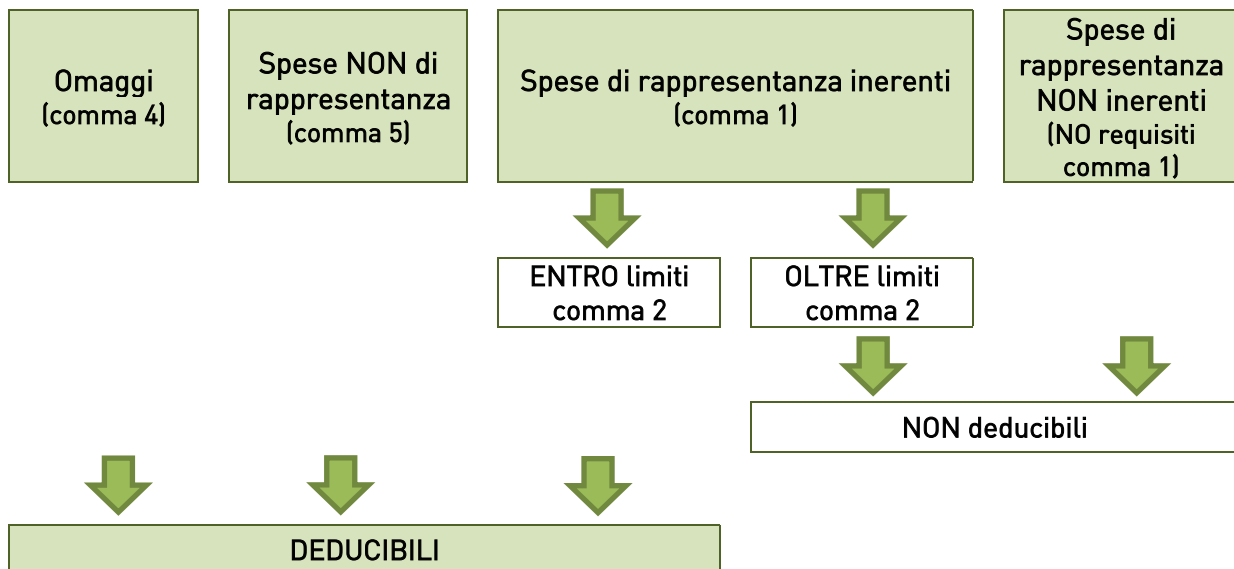 Omaggi
(comma 4)
Spese NON di
rappresentanza
(comma 5)
Spese di rappresentanza inerenti
(comma 1)
Spese di
rappresentanza
NON inerenti
(NO requisiti
comma 1)
ENTRO limiti
comma 2
OLTRE limiti
comma 2
NON deducibili
DEDUCIBILI